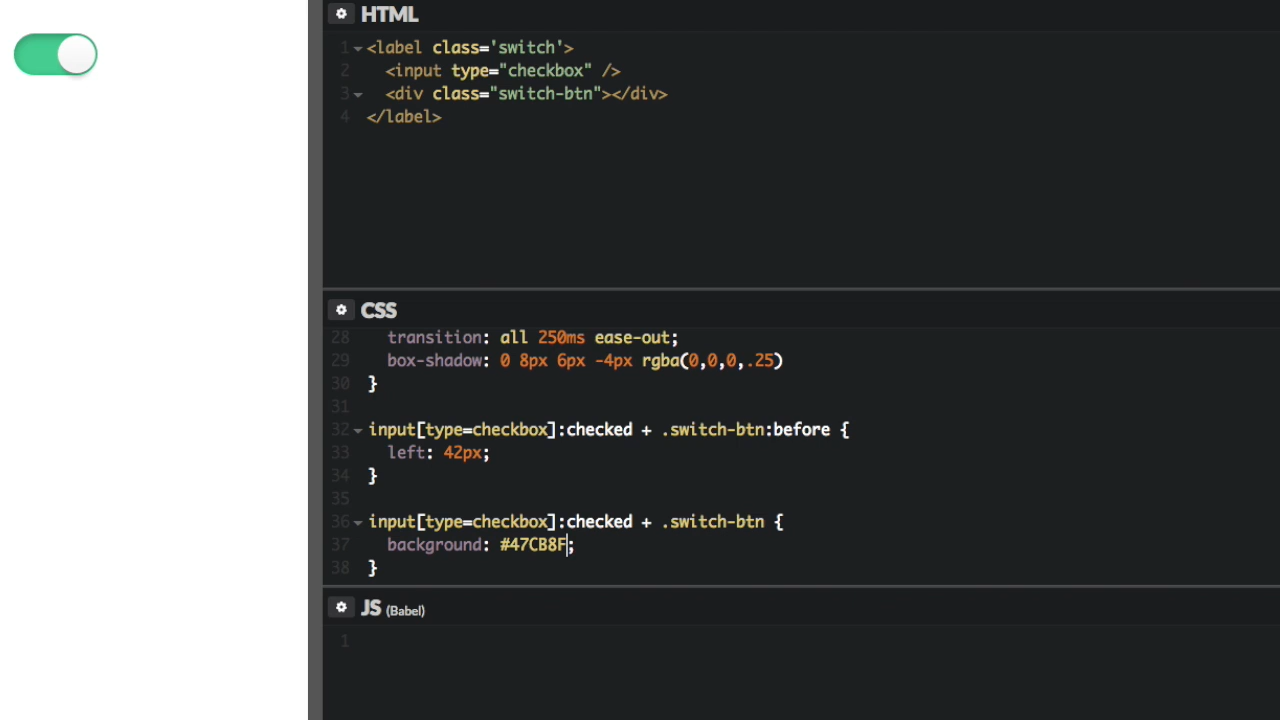 HTML
1 <label class='switch'>
2 <input type="checkbox" />
3 <div class="switch-btn"></div>
4 </label>
CSS
28 transition: all 250ms ease-out;
29 box-shadow: 0 8px 6px -4px rgba(0,0,0,.25)
30 }
31
32 input[type=checkbox]:checked + .switch-btn:before {
33 left: 42px;
34 }
35
36 input[type=checkbox]:checked + .switch-btn {
37 background: #47CB8F;
38 }
JS (Babel)
1